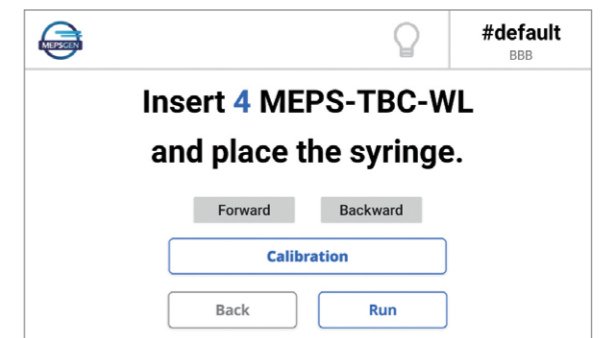 MEPSGEN
#default
BBB
Insert 4 MEPS-TBC-WL
and place the syringe.
Forward Backward
Calibration
Back Run